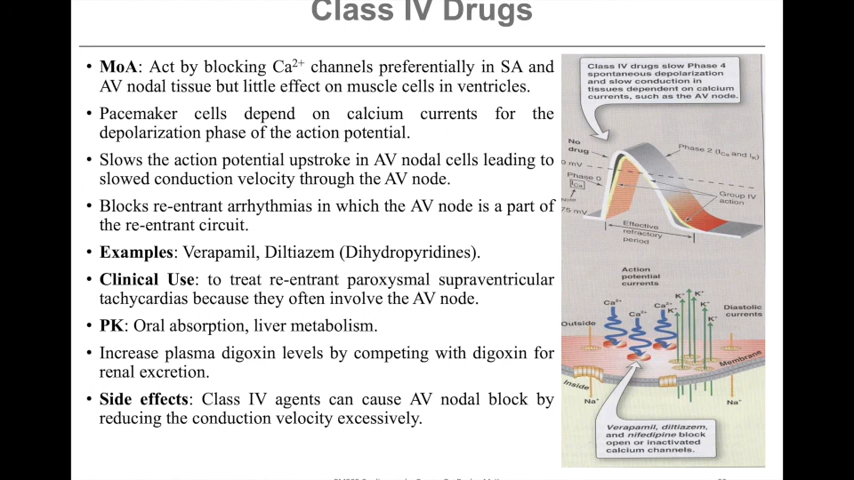 Class IV Drugs
• MoA: Act by blocking Ca²⁺ channels preferentially in SA and
AV nodal tissue but little effect on muscle cells in ventricles.
• Pacemaker cells depend on calcium currents for the
depolarization phase of the action potential.
• Slows the action potential upstroke in AV nodal cells leading to
slowed conduction velocity through the AV node.
• Blocks re-entrant arrhythmias in which the AV node is a part of
the re-entrant circuit.
• Examples: Verapamil, Diltiazem (Dihydropyridines).
• Clinical Use: to treat re-entrant paroxysmal supraventricular
tachycardias because they often involve the AV node.
• PK: Oral absorption, liver metabolism.
• Increase plasma digoxin levels by competing with digoxin for
renal excretion.
• Side effects: Class IV agents can cause AV nodal block by
reducing the conduction velocity excessively.
Class IV drugs slow Phase 4
spontaneous depolarization
and slow conduction in
tissues dependent on calcium
currents, such as the AV node.
No
drug
Phase 2 (ICa and IK)
0 mV
Phase 0
ICa
Group IV
action
75 mV
Effective
refractory
period
Action
potential
currents
Diastolic
currents
Ca²⁺
Ca²⁺
Ca²⁺
K⁺
K⁺
K⁺
K⁺
K⁺
K⁺
Outside
Membrane
Inside
Na⁺
Na⁺
Verapamil, diltiazem,
and nifedipine block
open or inactivated
calcium channels.